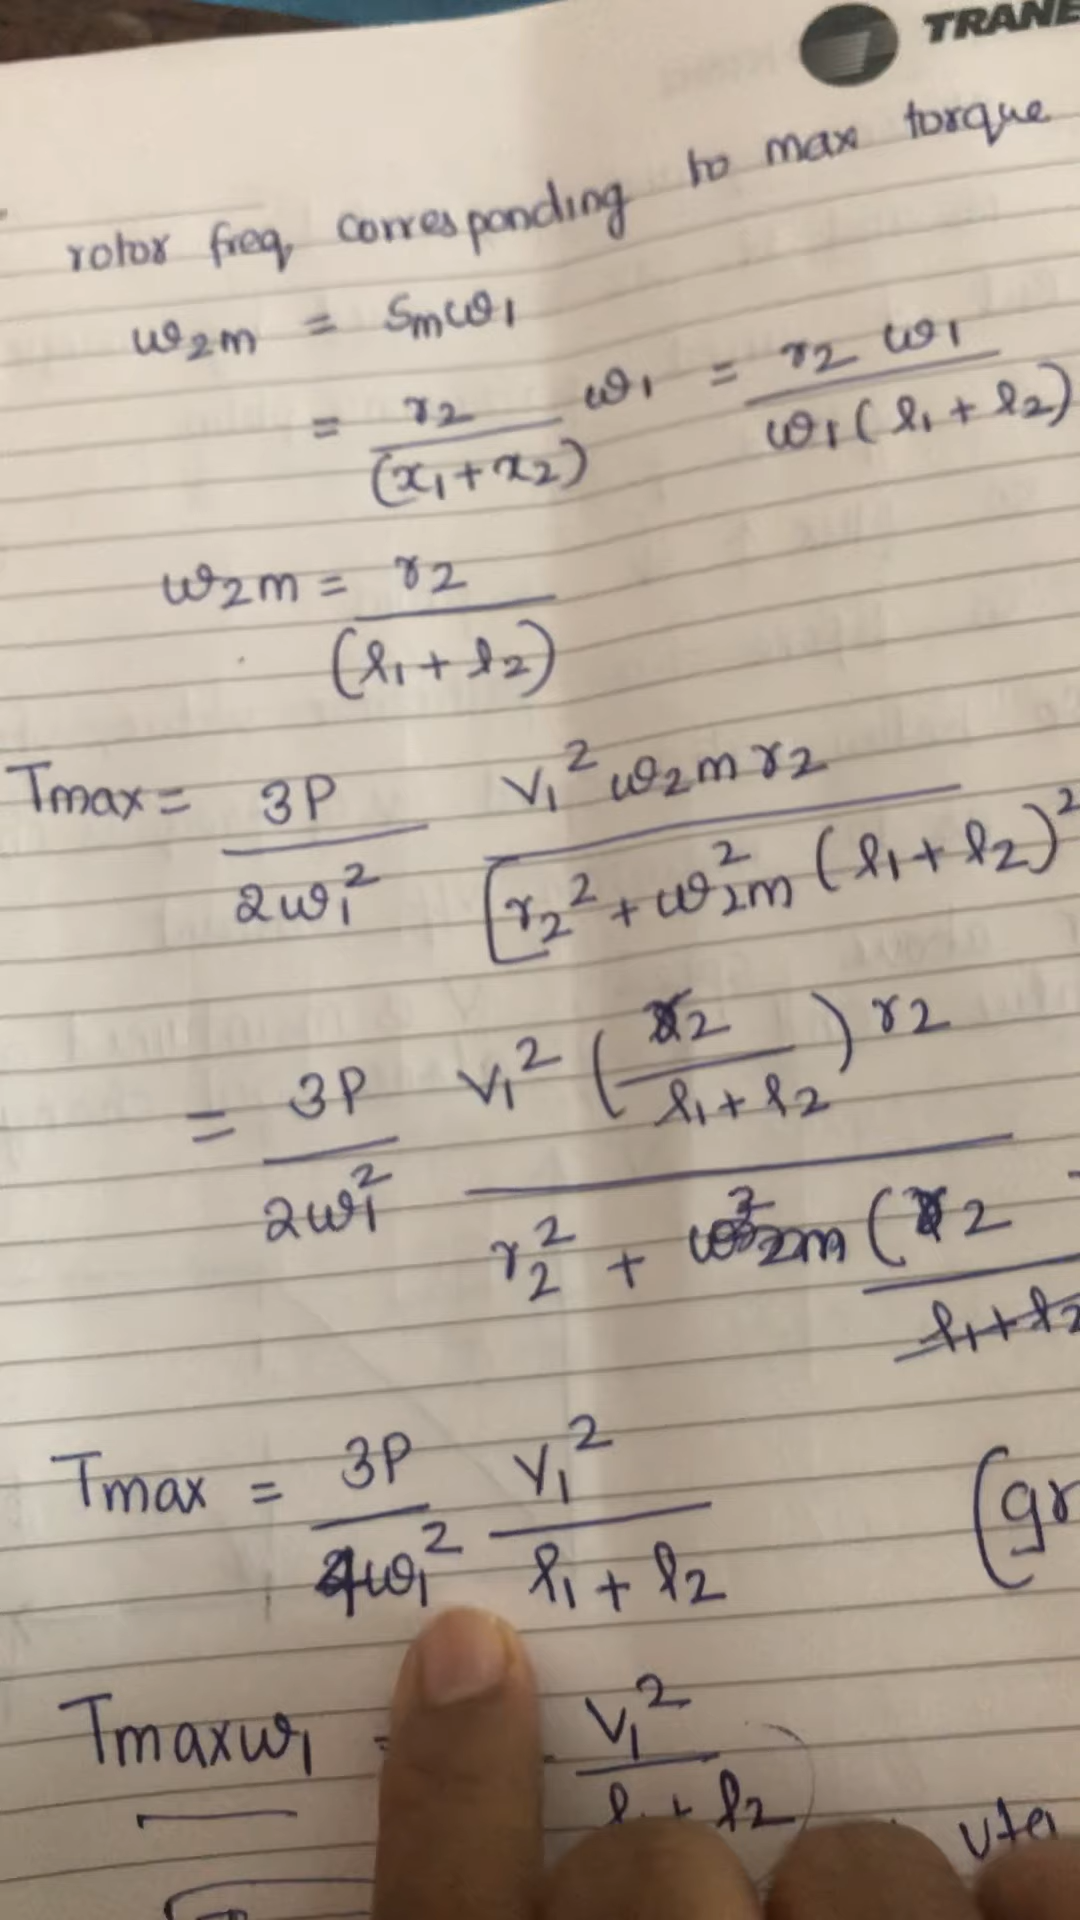 TRANE
rotor freq corresponding to max torque
ω2m = Smω1
= r2/(x1+x2) ω1 = r2 ω1/ω1(l1+l2)
ω2m = r2/(l1+l2)
Tmax = 3P/2ω1² V1² ω2m r2/[r2² + ω2m² (l1+l2)²
= 3P/2ω1² V1² (r2/l1+l2) r2/r2² + ω2m² (r2/l1+l2
Tmax = 3P/4ω1² V1²/l1+l2 (gr
Tmaxω1 = V1²/l1+l2